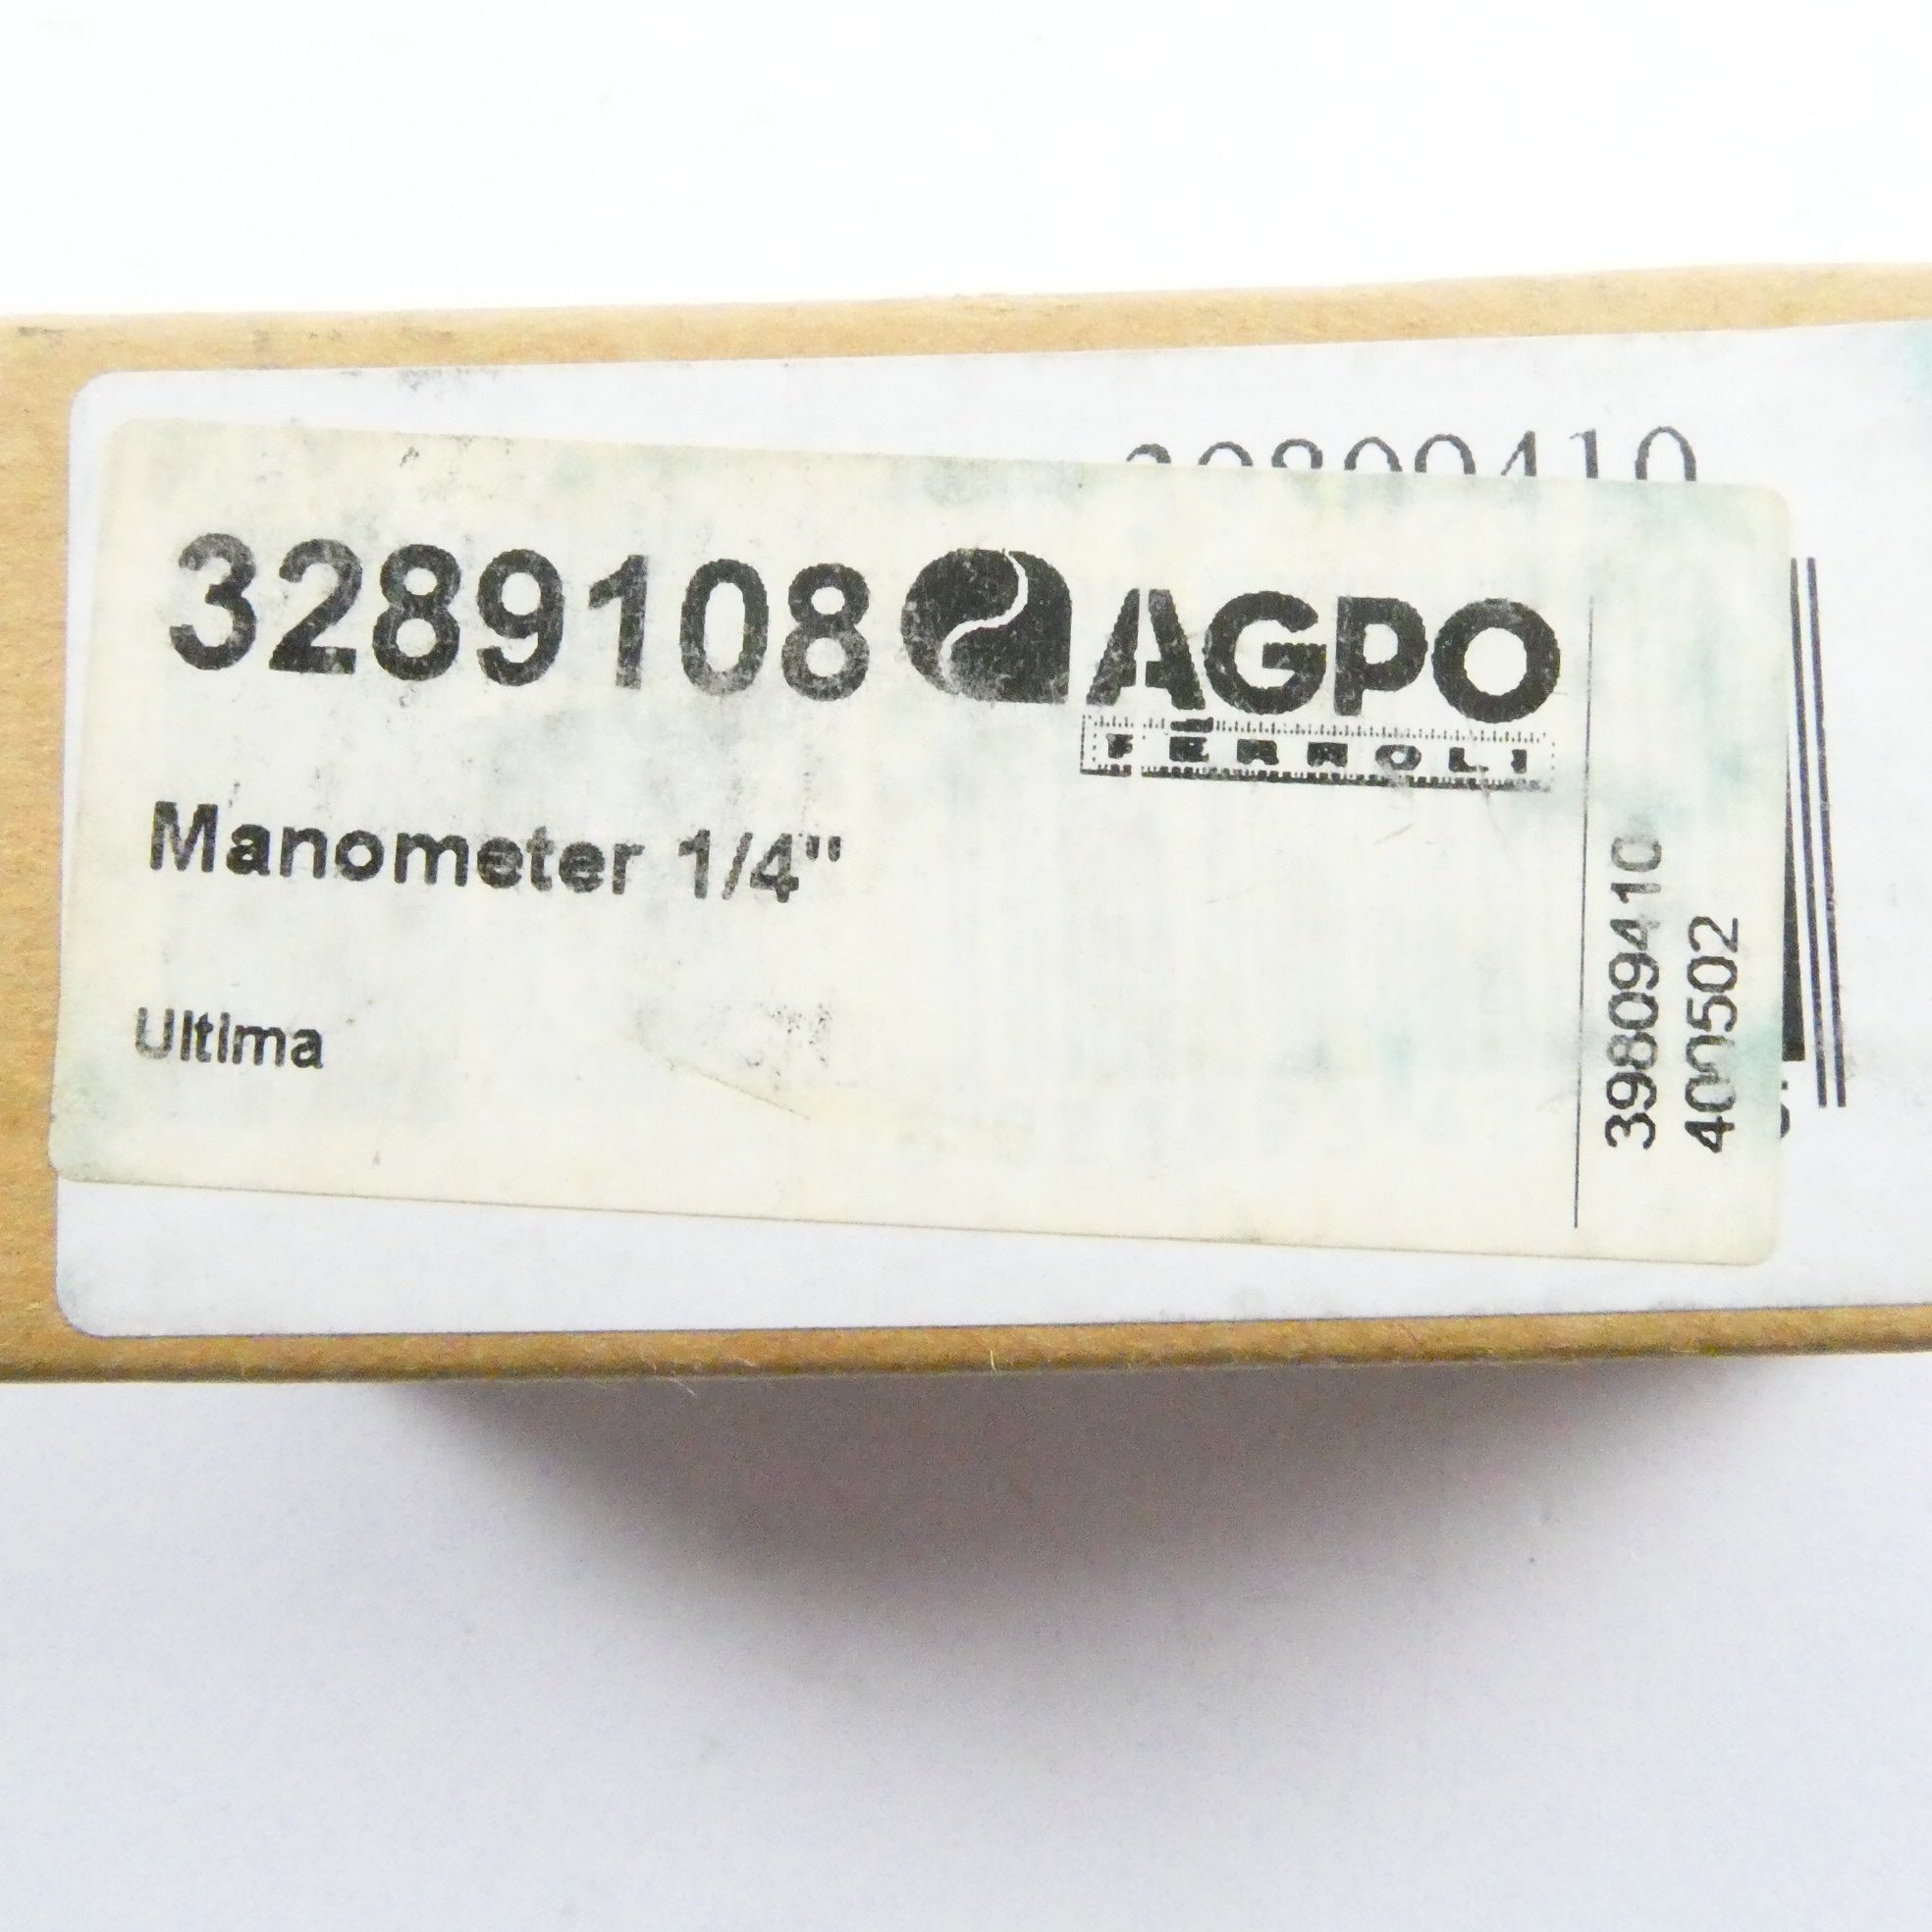 39809410
3289108 AGPO
FERROLI
Manometer 1/4"
Ultima
39809410
400502